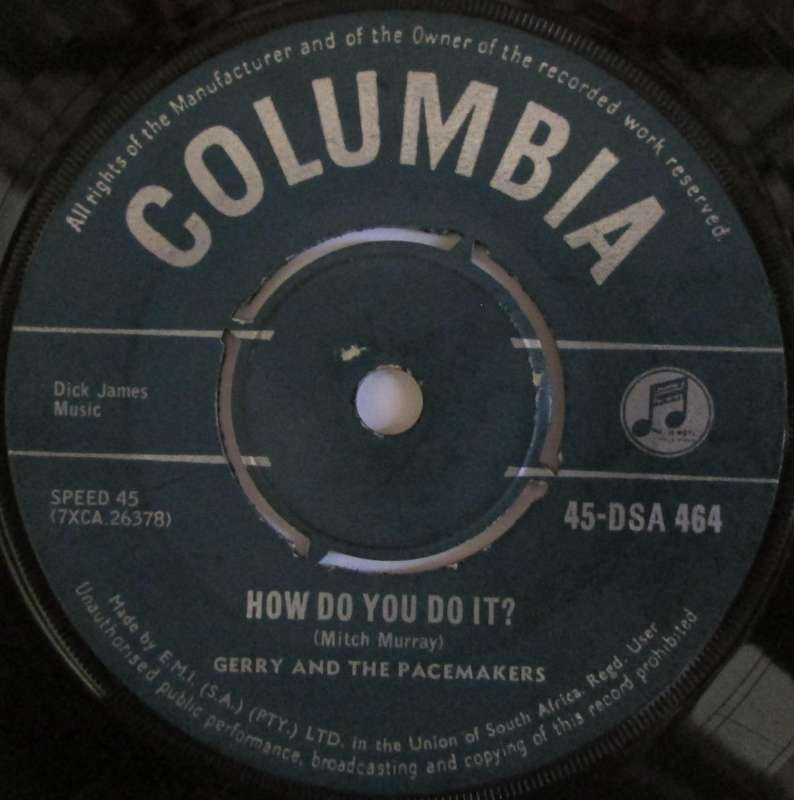 All rights of the Manufacturer and of the Owner of the recorded work reserved.
COLUMBIA
Dick James
Music
SPEED 45
(7XCA.26378)
45-DSA 464
HOW DO YOU DO IT?
(Mitch Murray)
GERRY AND THE PACEMAKERS
Made by E.M.I. (S.A.) (PTY.) LTD. in the Union of South Africa. Regd. User
Unauthorised public performance, broadcasting and copying of this record prohibited